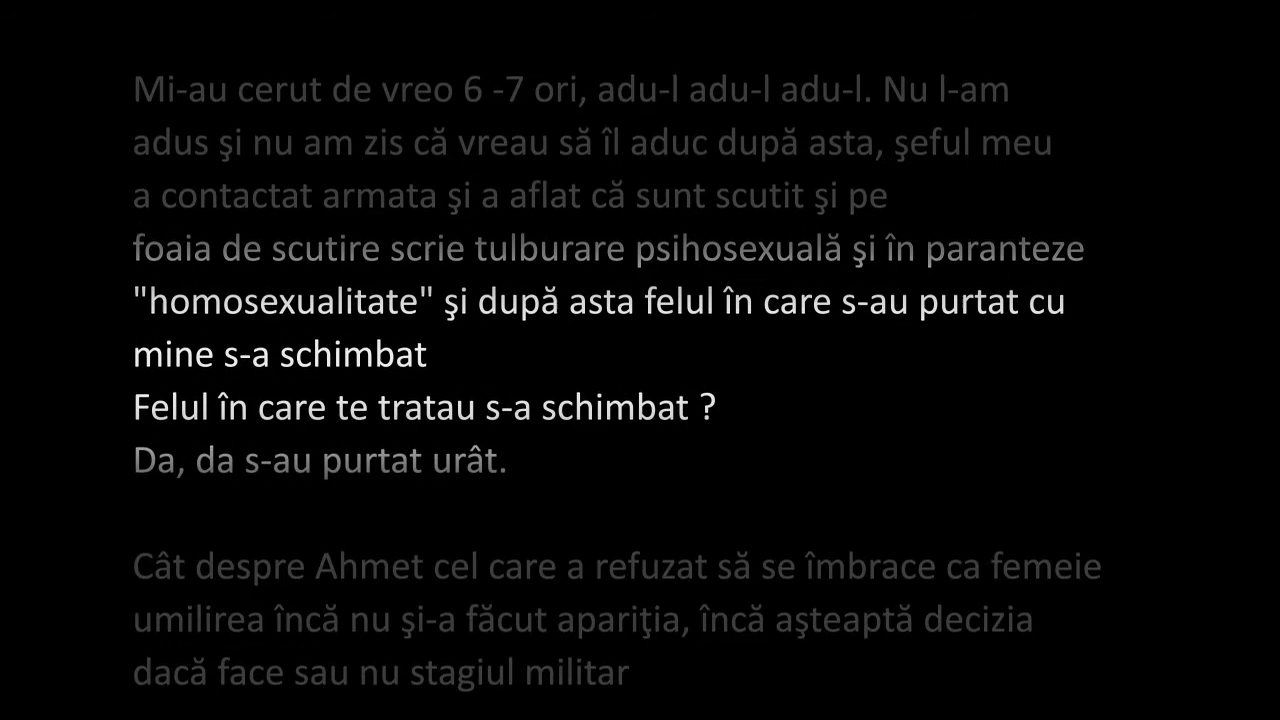 Mi-au cerut de vreo 6 -7 ori, adu-l adu-l adu-l. Nu l-am
adus şi nu am zis că vreau să îl aduc după asta, şeful meu
a contactat armata şi a aflat că sunt scutit şi pe
foaia de scutire scrie tulburare psihosexuală şi în paranteze
"homosexualitate" şi după asta felul în care s-au purtat cu
mine s-a schimbat
Felul în care te tratau s-a schimbat ?
Da, da s-au purtat urât.
Cât despre Ahmet cel care a refuzat să se îmbrace ca femeie
umilirea încă nu şi-a făcut apariţia, încă aşteaptă decizia
dacă face sau nu stagiul militar